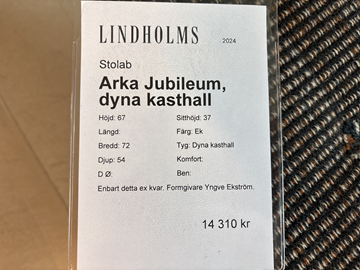 LINDHOLMS 2024
Stolab
Arka Jubileum,
dyna kasthall
Höjd: 67 Sitthöjd: 37
Längd: Färg: Ek
Bredd: 72 Tyg: Dyna kasthall
Djup: 54 Komfort:
D Ø: Ben:
Enbart detta ex kvar. Formgivare Yngve Ekström.
14 310 kr